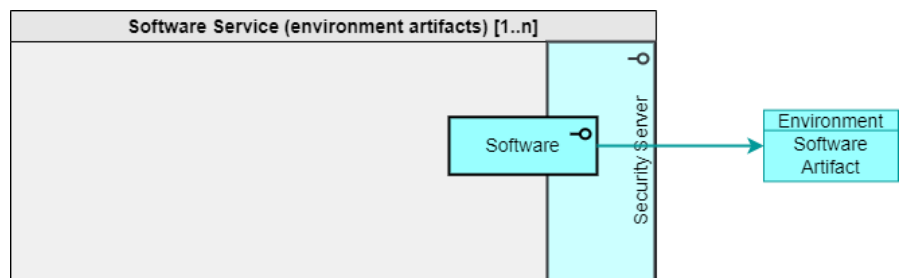 Software Service (environment artifacts) [1..n]
Security Server
Software
Environment
Software
Artifact